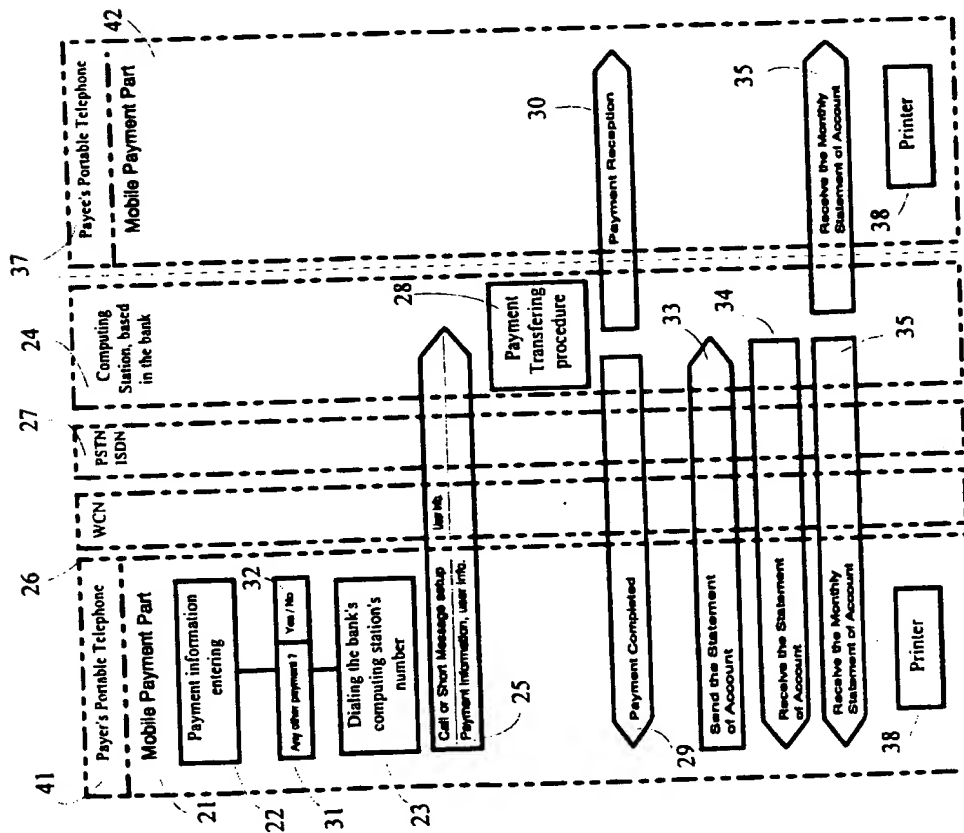 41
Payer's Portable Telephone
Mobile Payment Part
21
Payment information
entering
22
Any other payment ?
Yes / No
31
32
Dialing the bank's
computing station's
number
23
Call or Short Message setup
User info.
Payment information, user info.
25
Payment Completed
29
Send the Statement
of Account
33
Receive the Statement
of Account
34
Receive the Monthly
Statement of Account
35
Printer
38
26
WCN
27
PSTN
ISDN
24
Computing
Station, based
in the bank
28
Payment
Transfering
procedure
37
Payee's Portable Telephone
42
Mobile Payment Part
Payment Reception
30
Receive the Monthly
Statement of Account
35
Printer
38